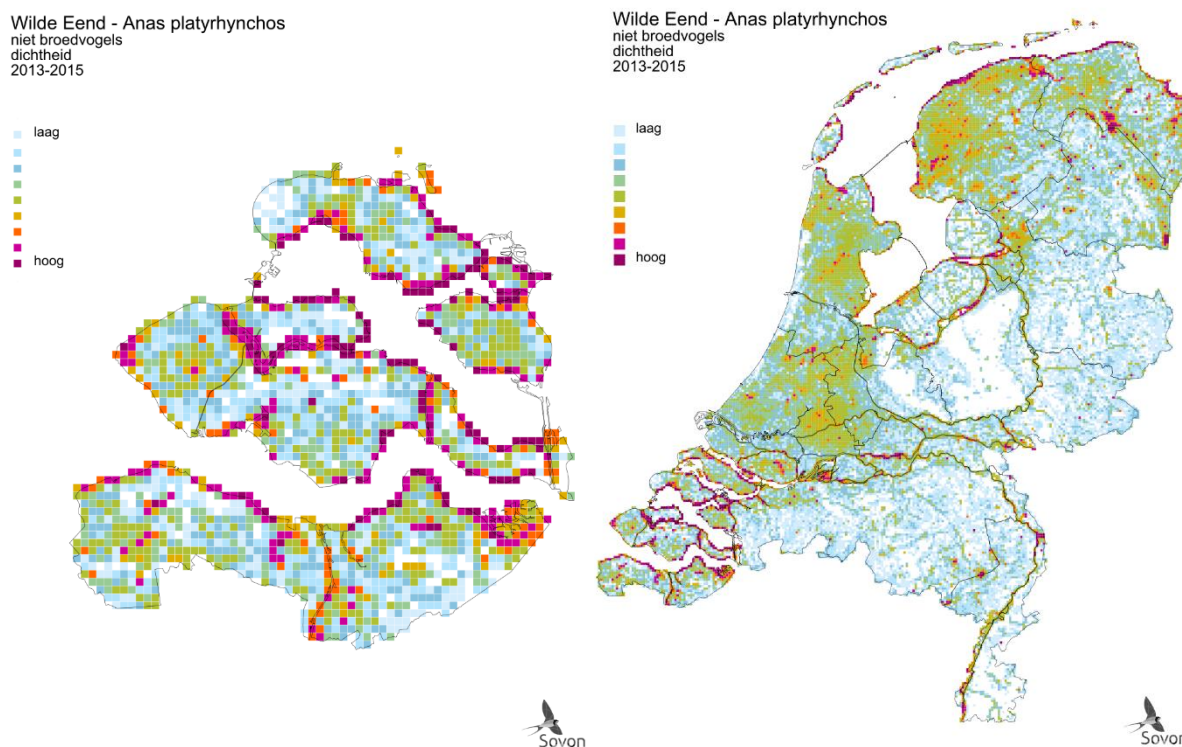 Wilde Eend - Anas platyrhynchos
niet broedvogels
dichtheid
2013-2015
laag
hoog
Sovon
Wilde Eend - Anas platyrhynchos
niet broedvogels
dichtheid
2013-2015
laag
hoog
Sovon